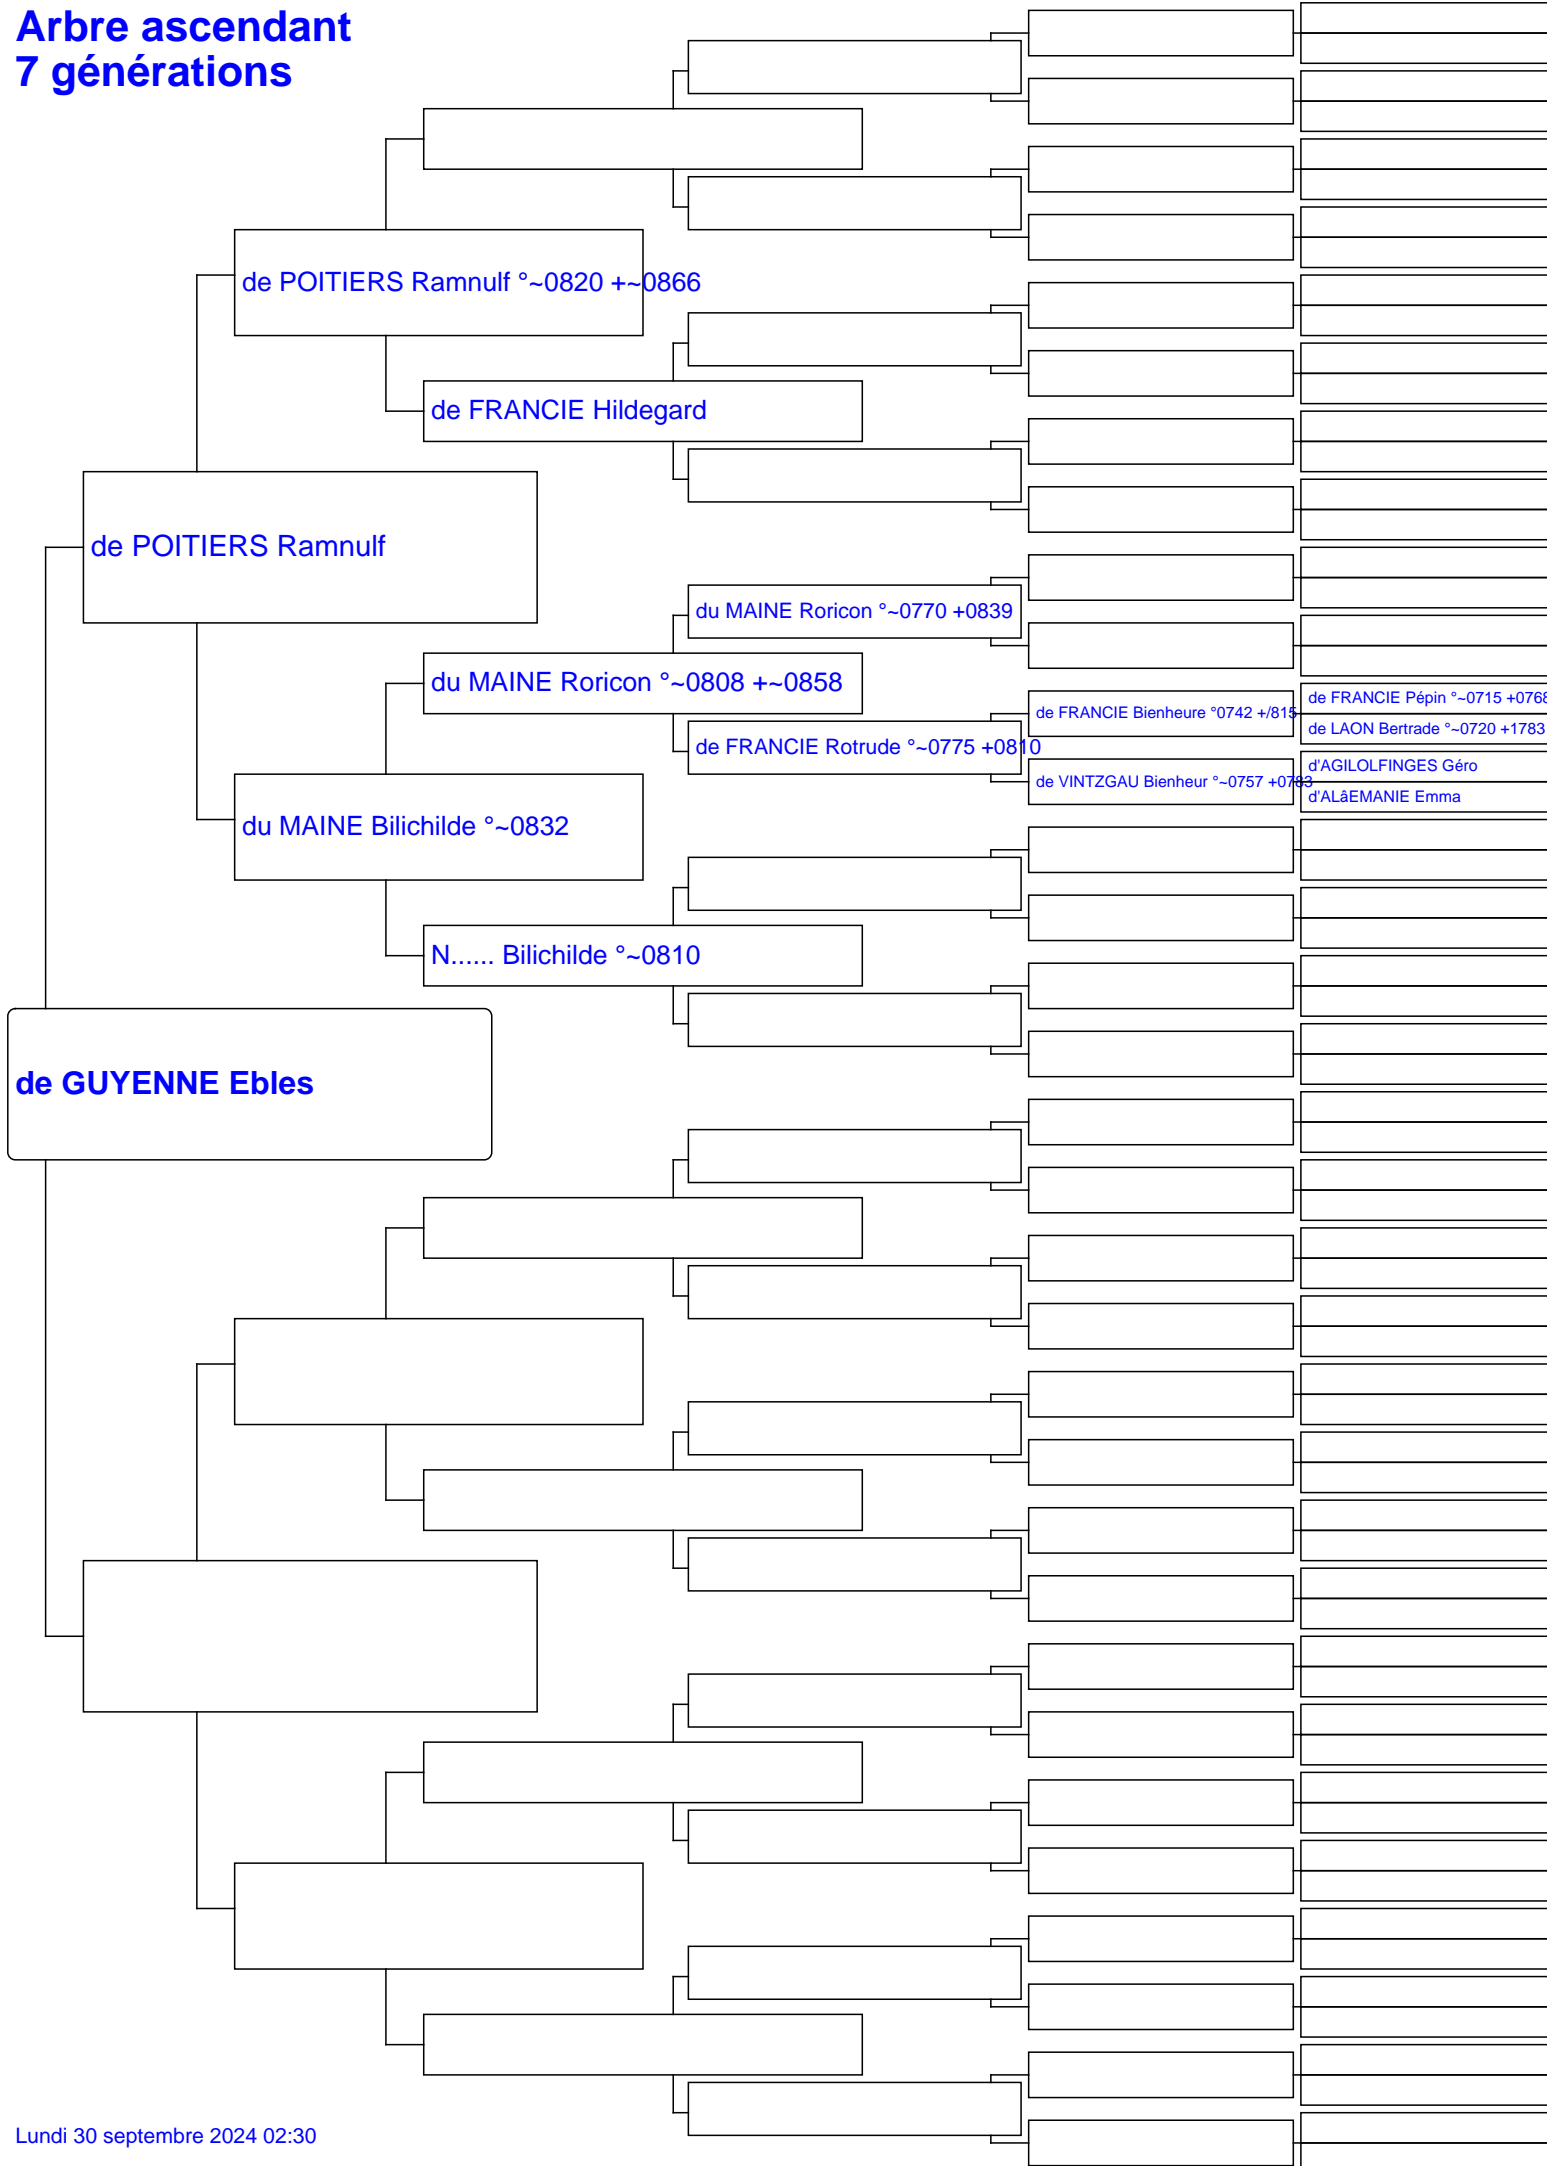 Arbre ascendant
7 générations
de POITIERS Ramnulf °~0820 +~0866
de FRANCIE Hildegard
de POITIERS Ramnulf
du MAINE Roricon °~0770 +0839
du MAINE Roricon °~0808 +~0858
de FRANCIE Pépin °~0715 +0768
de FRANCIE Bienheure °0742 +/815
de LAON Bertrade °~0720 +1783
de FRANCIE Rotrude °~0775 +0810
d'AGILOLFINGES Géro
de VINTZGAU Bienheur °~0757 +0783
d'ALâEMANIE Emma
du MAINE Bilichilde °~0832
N...... Bilichilde °~0810
de GUYENNE Ebles
Lundi 30 septembre 2024 02:30